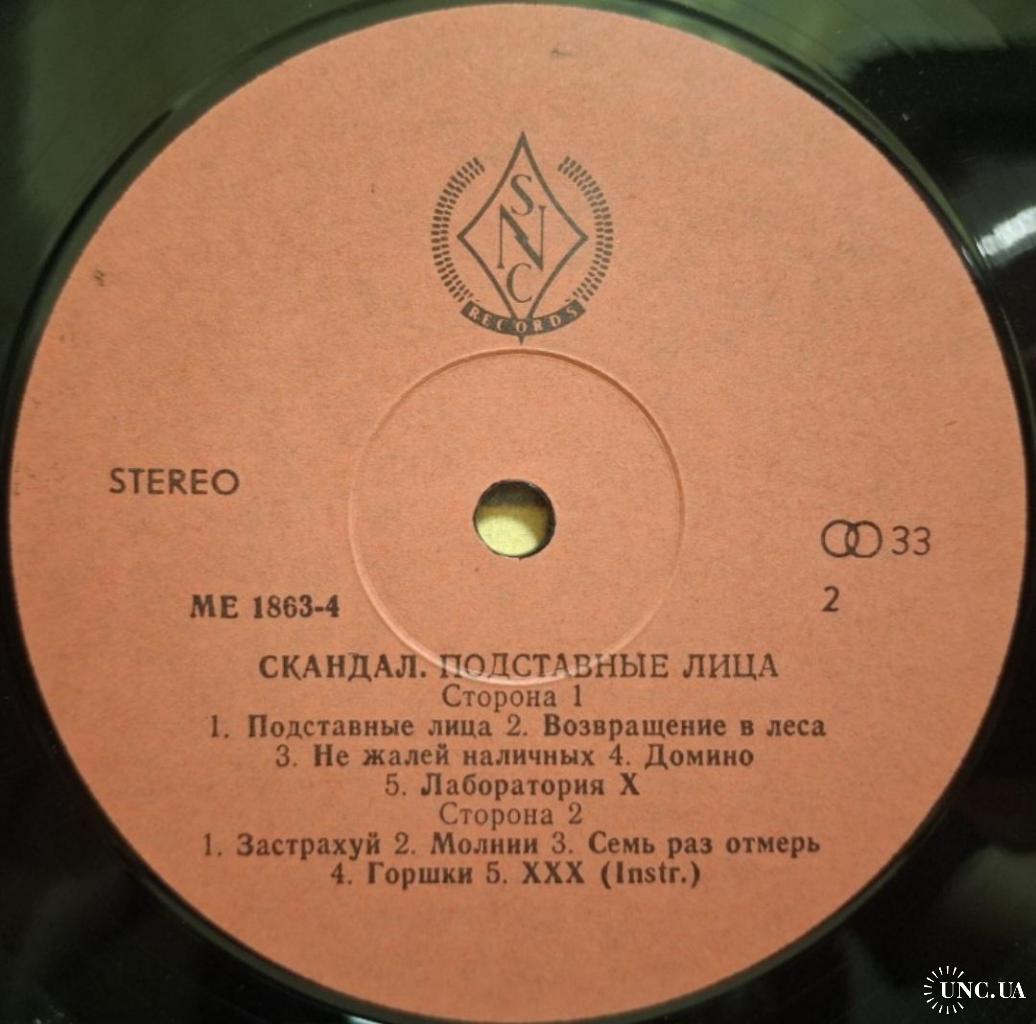 S
N
C
RECORDS
STEREO
33
МЕ 1863-4
2
СКАНДАЛ. ПОДСТАВНЫЕ ЛИЦА
Сторона 1
1. Подставные лица 2. Возвращение в леса
3. Не жалей наличных 4. Домино
5. Лаборатория Х
Сторона 2
1. Застрахуй 2. Молнии 3. Семь раз отмерь
4. Горшки 5. ХХХ (Instr.)
UNC.UA